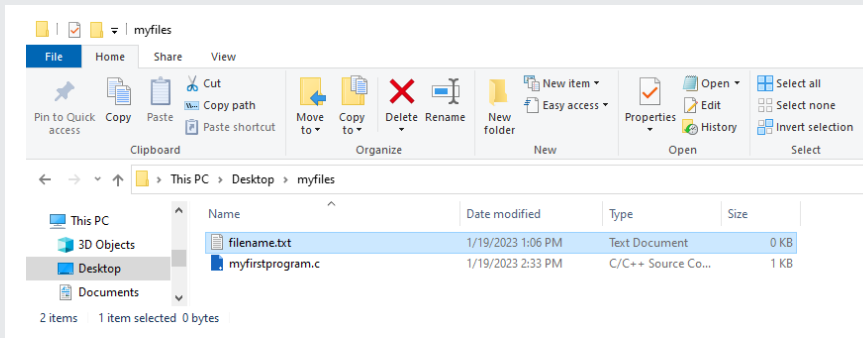 myfiles
File Home Share View
Pin to Quick access
Copy
Paste
Cut
Copy path
Paste shortcut
Clipboard
Move to
Copy to
Delete
Rename
Organize
New folder
New item
Easy access
New
Properties
Open
Edit
History
Open
Select all
Select none
Invert selection
Select
This PC > Desktop > myfiles
This PC
3D Objects
Desktop
Documents
Name Date modified Type Size
filename.txt 1/19/2023 1:06 PM Text Document 0 KB
myfirstprogram.c 1/19/2023 2:33 PM C/C++ Source Co... 1 KB
2 items 1 item selected 0 bytes